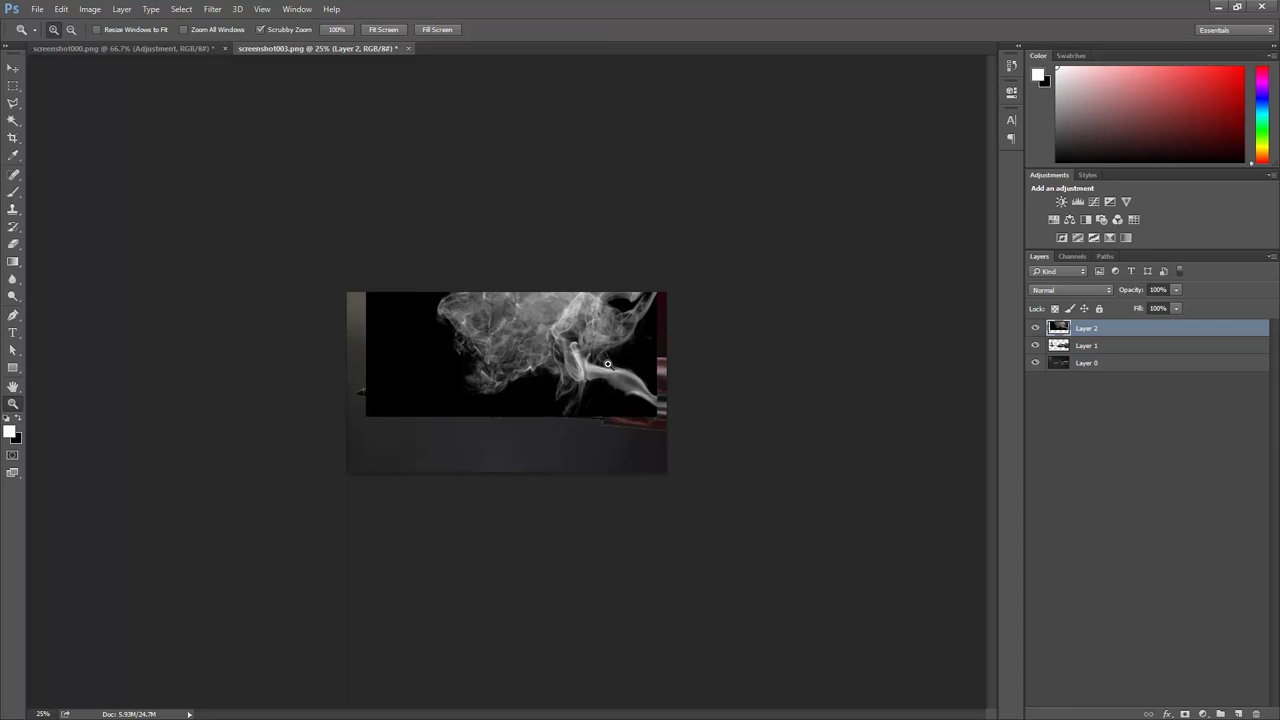 Ps File Edit Image Layer Type Select Filter 3D View Window Help
Resize Windows to Fit Zoom All Windows Scrubby Zoom 100% Fit Screen Fill Screen Essentials
screenshot000.png @ 66.7% (Adjustment, RGB/8#) * × screenshot003.png @ 25% (Layer 2, RGB/8#) * ×
Color Swatches
Adjustments Styles
Add an adjustment
Layers Channels Paths
Kind
Normal Opacity: 100%
Lock: Fill: 100%
Layer 2
Layer 1
Layer 0
25% Doc: 5.93M/24.7M